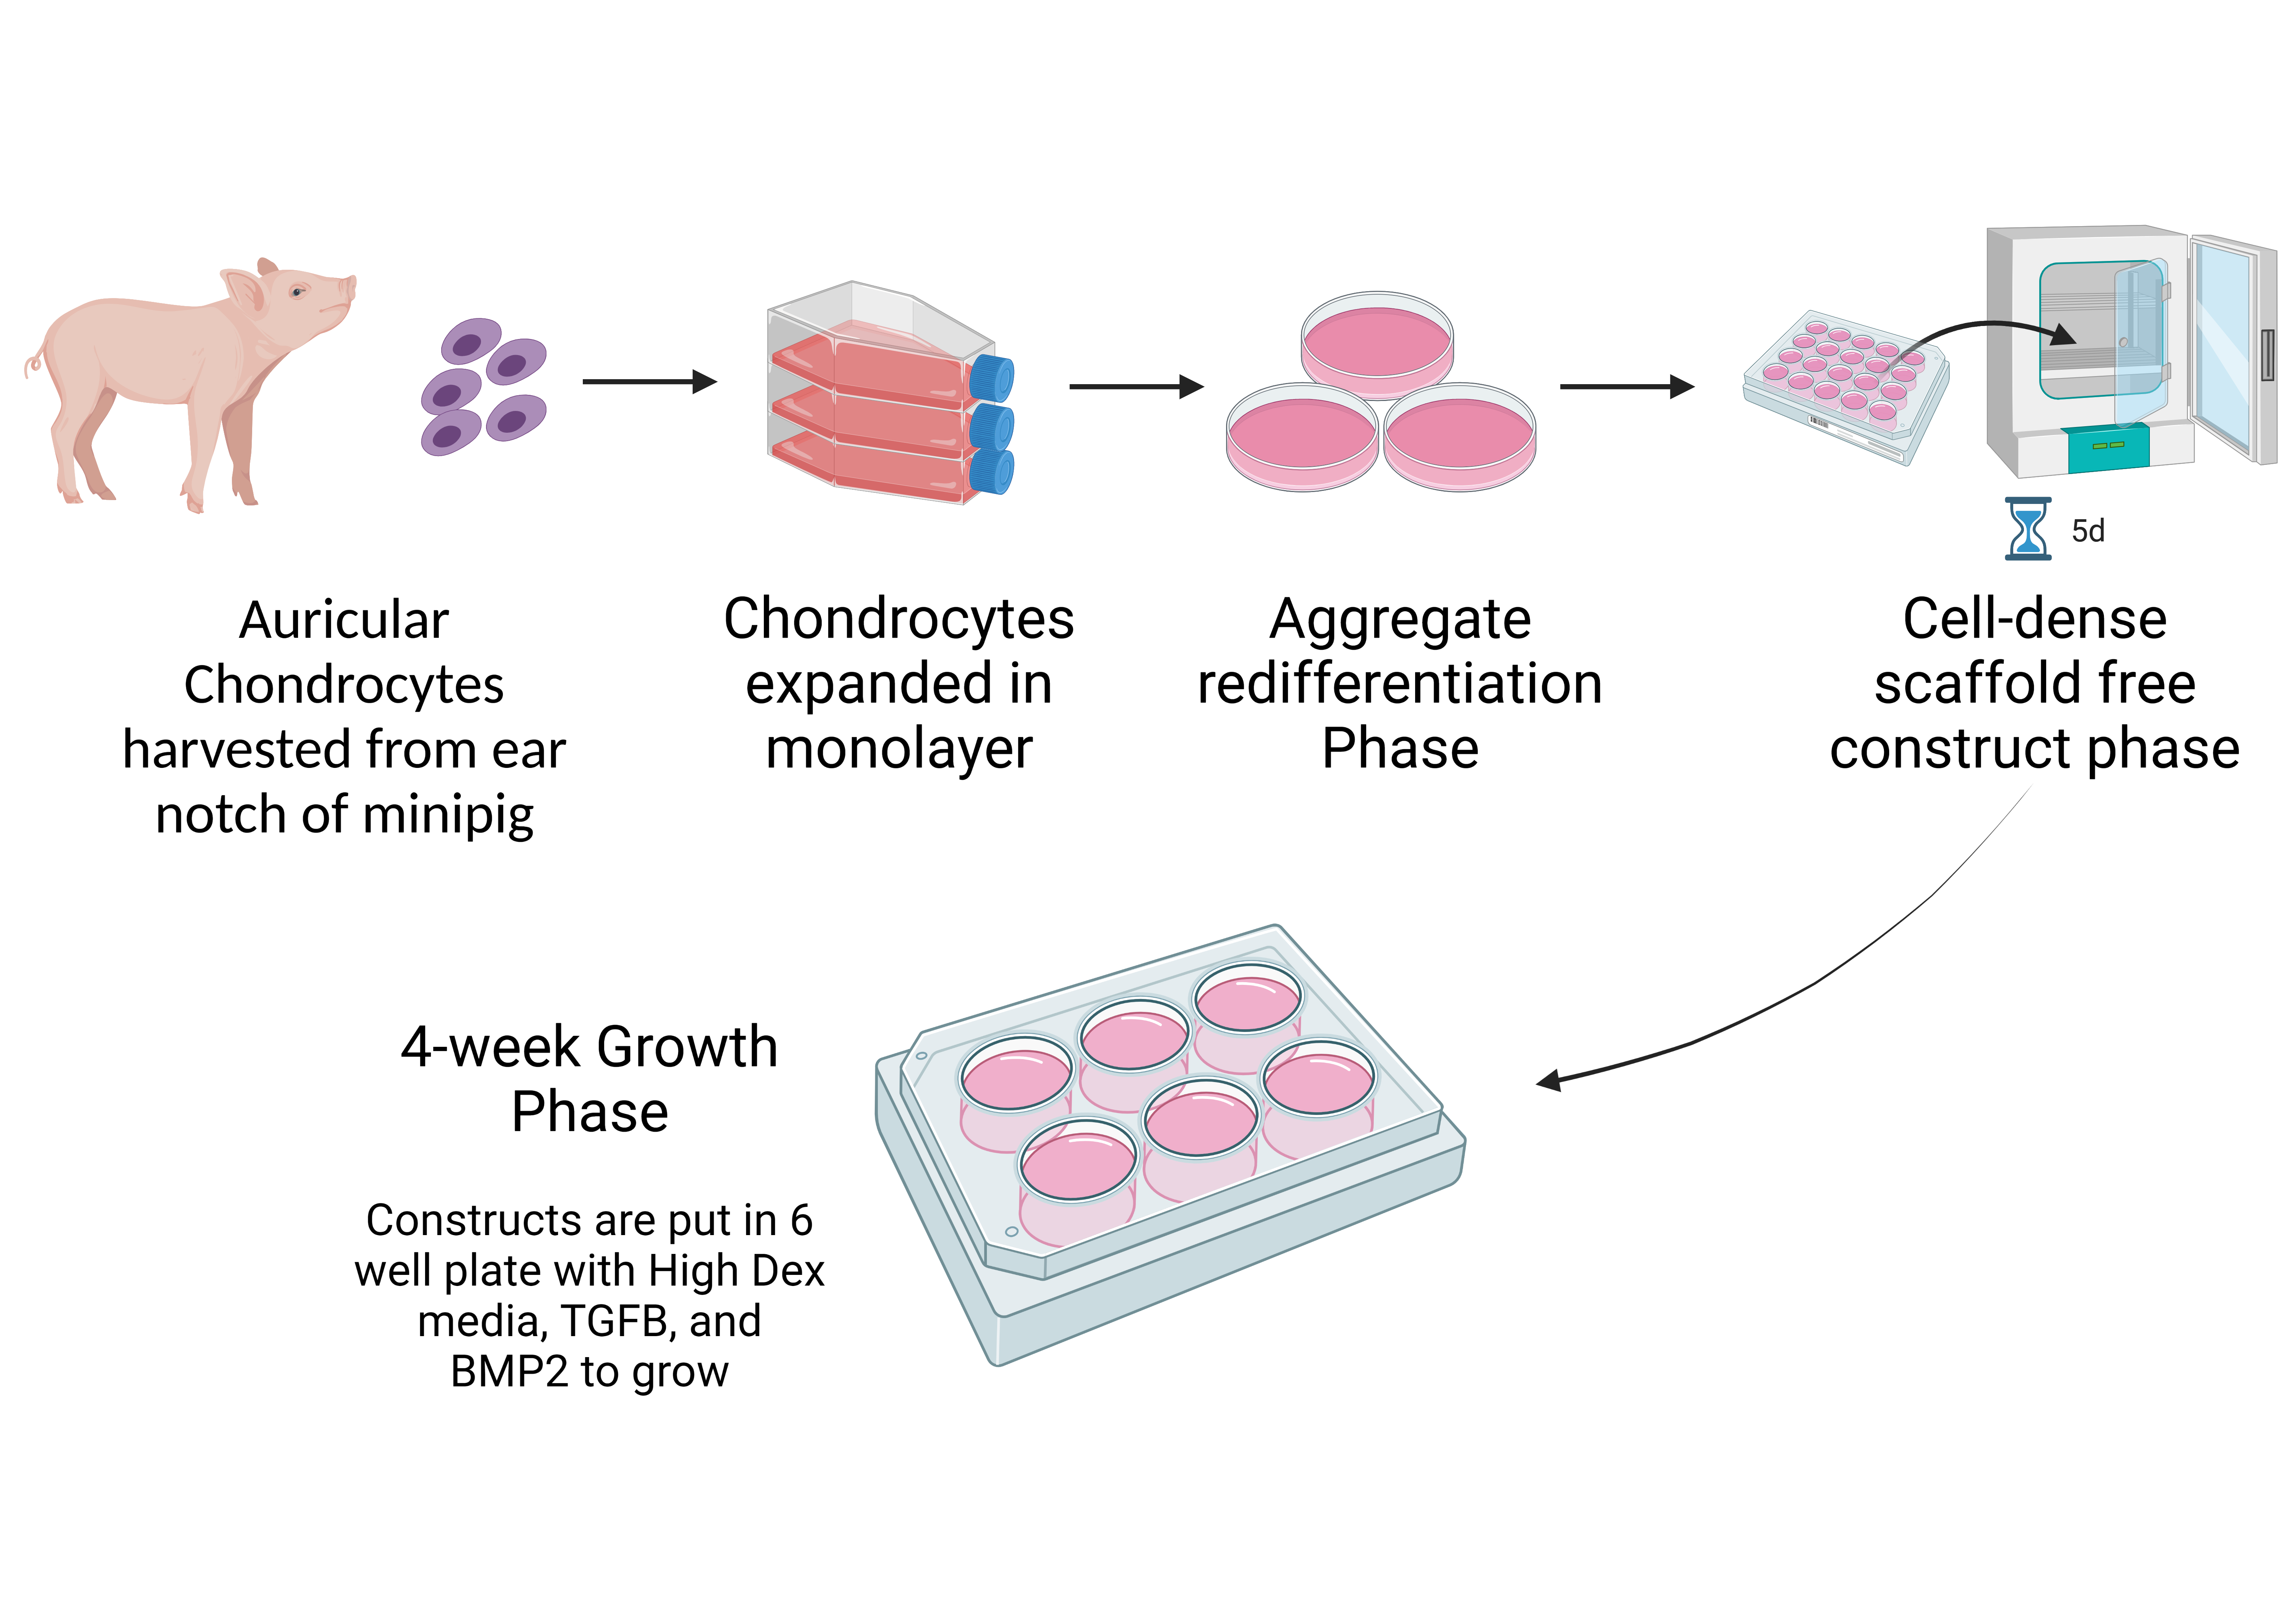 5d
Auricular
Chondrocytes
harvested from ear
notch of minipig
Chondrocytes
expanded in
monolayer
Aggregate
redifferentiation
Phase
Cell-dense
scaffold free
construct phase
4-week Growth
Phase
Constructs are put in 6
well plate with High Dex
media, TGFB, and
BMP2 to grow